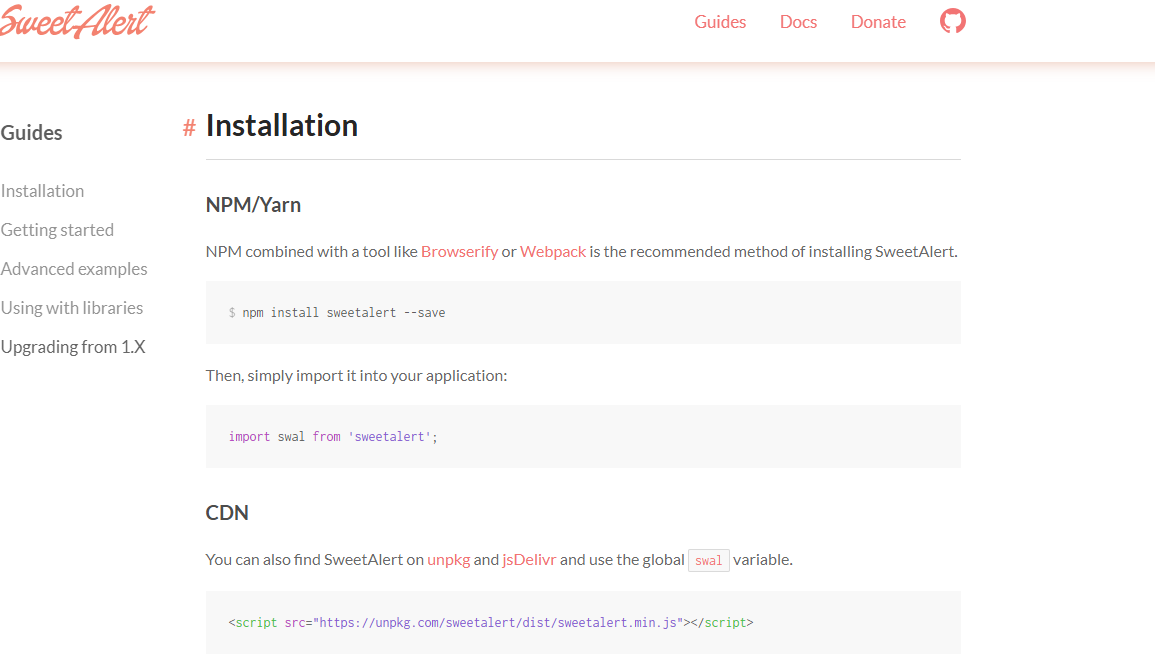 SweetAlert
Guides Docs Donate
Guides
Installation
Getting started
Advanced examples
Using with libraries
Upgrading from 1.X
# Installation
NPM/Yarn
NPM combined with a tool like Browserify or Webpack is the recommended method of installing SweetAlert.
$ npm install sweetalert --save
Then, simply import it into your application:
import swal from 'sweetalert';
CDN
You can also find SweetAlert on unpkg and jsDelivr and use the global swal variable.
<script src="https://unpkg.com/sweetalert/dist/sweetalert.min.js"></script>